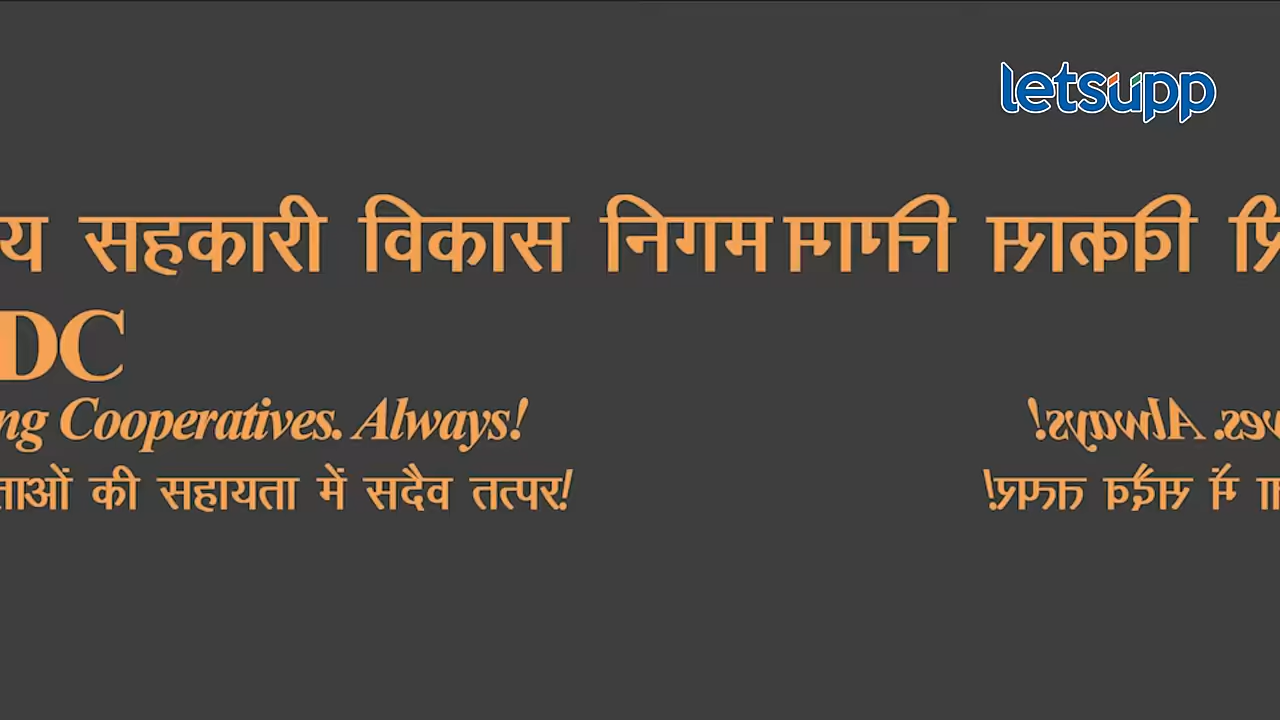 letsupp
य सहकारी विकास निगम
DC
ng Cooperatives. Always!
ताओं की सहायता में सदैव तत्पर!